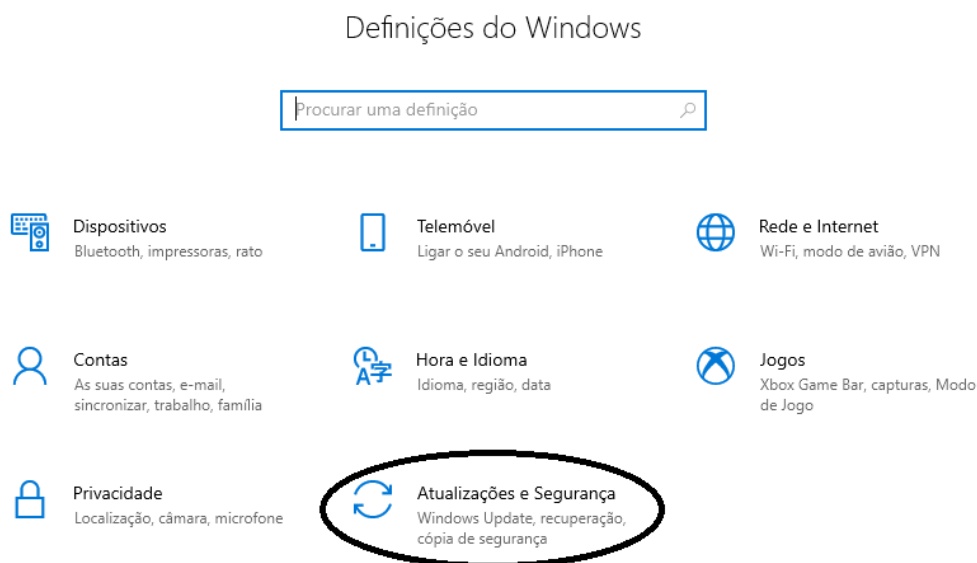 Definições do Windows
Procurar uma definição
Dispositivos
Bluetooth, impressoras, rato
Telemóvel
Ligar o seu Android, iPhone
Rede e Internet
Wi-Fi, modo de avião, VPN
Contas
As suas contas, e-mail,
sincronizar, trabalho, família
Hora e Idioma
Idioma, região, data
Jogos
Xbox Game Bar, capturas, Modo
de Jogo
Privacidade
Localização, câmara, microfone
Atualizações e Segurança
Windows Update, recuperação,
cópia de segurança